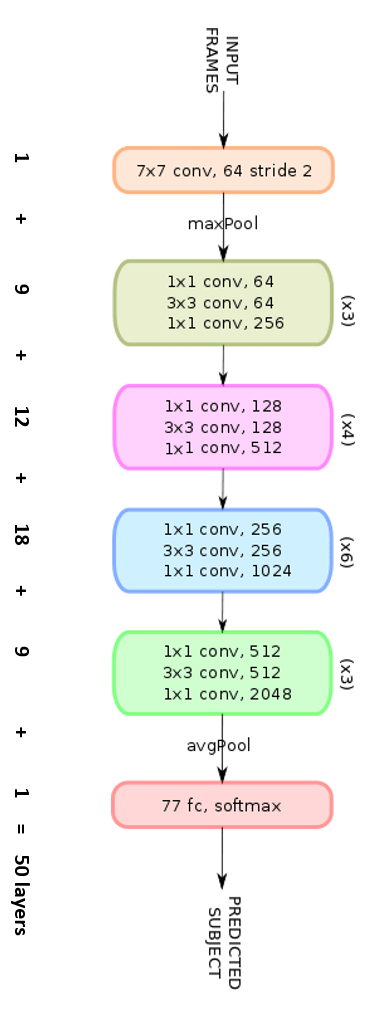 INPUT
FRAMES
7x7 conv, 64 stride 2
maxPool
1x1 conv, 64
3x3 conv, 64
1x1 conv, 256
(x3)
1x1 conv, 128
3x3 conv, 128
1x1 conv, 512
(x4)
1x1 conv, 256
3x3 conv, 256
1x1 conv, 1024
(x6)
1x1 conv, 512
3x3 conv, 512
1x1 conv, 2048
(x3)
avgPool
77 fc, softmax
PREDICTED
SUBJECT
1 + 9 + 12 + 18 + 9 + 1 = 50 layers